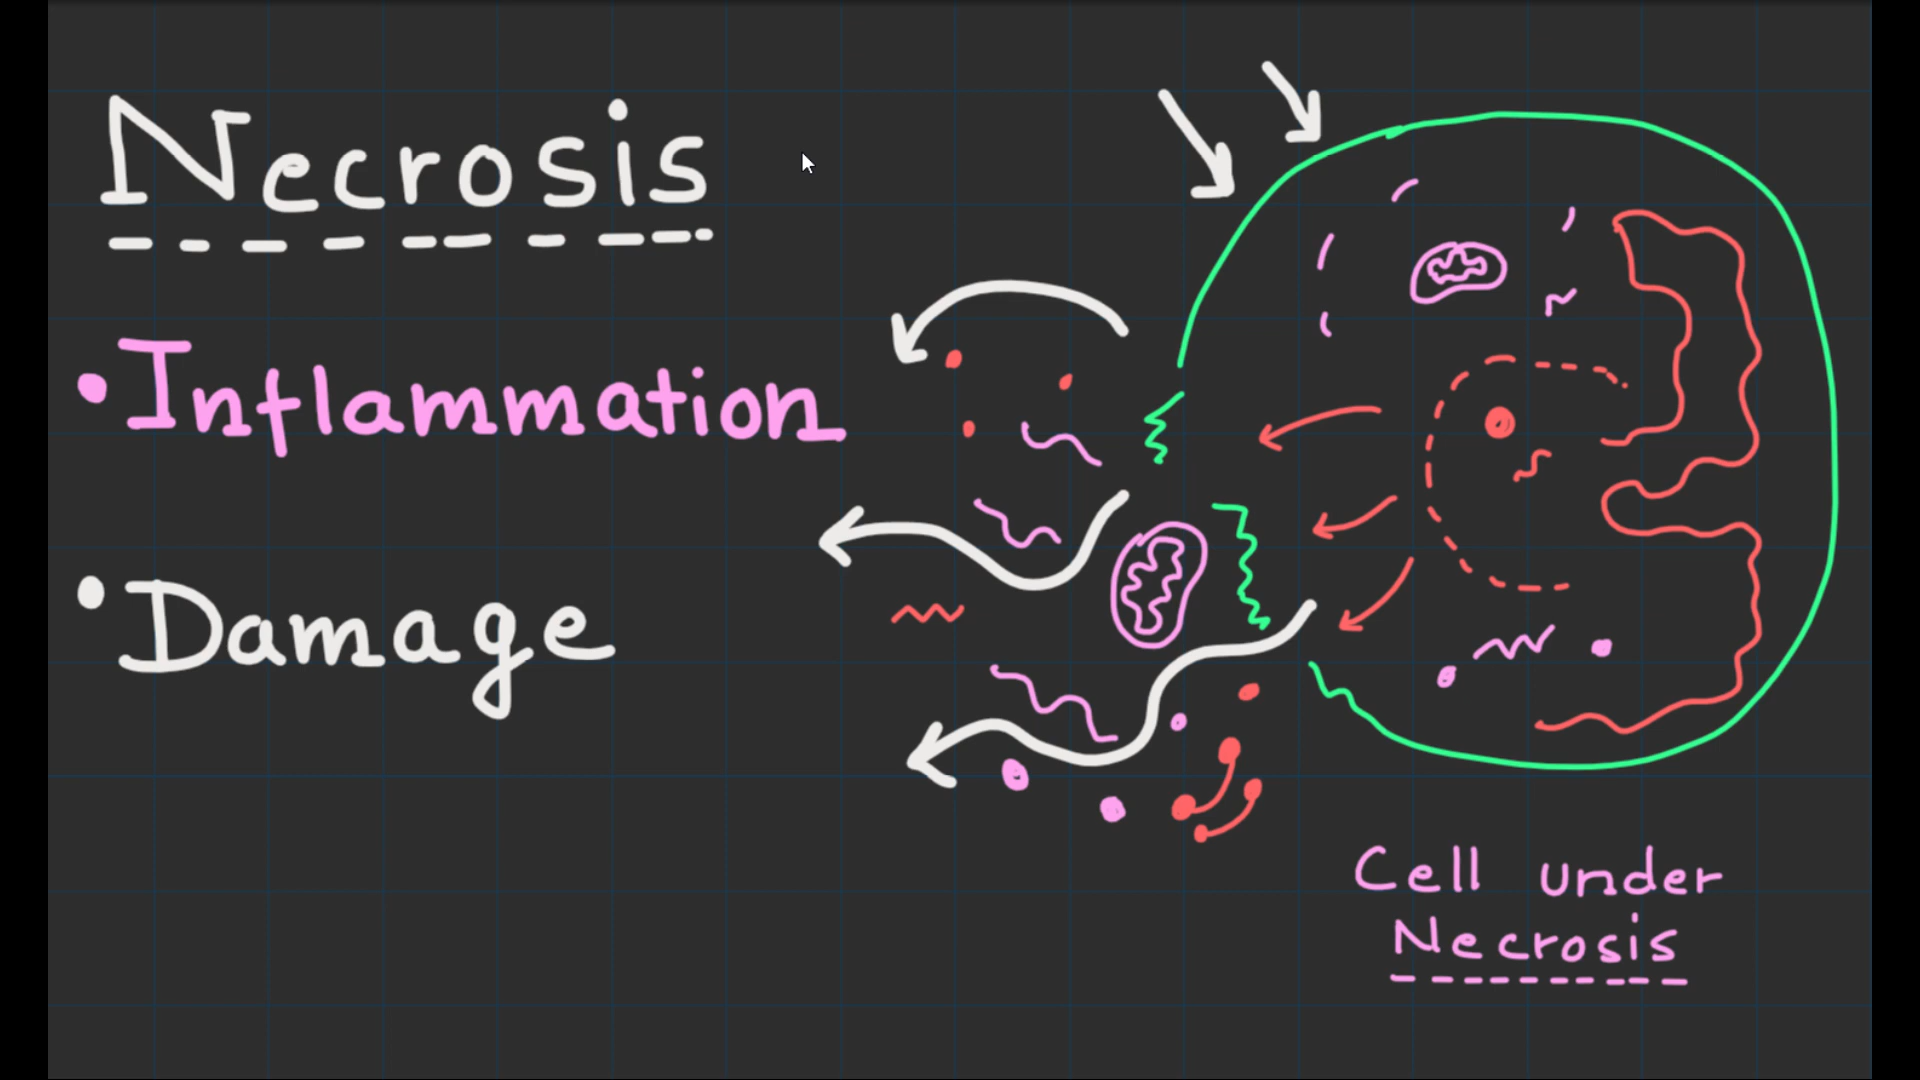 Necrosis
• Inflammation
• Damage
Cell under
Necrosis